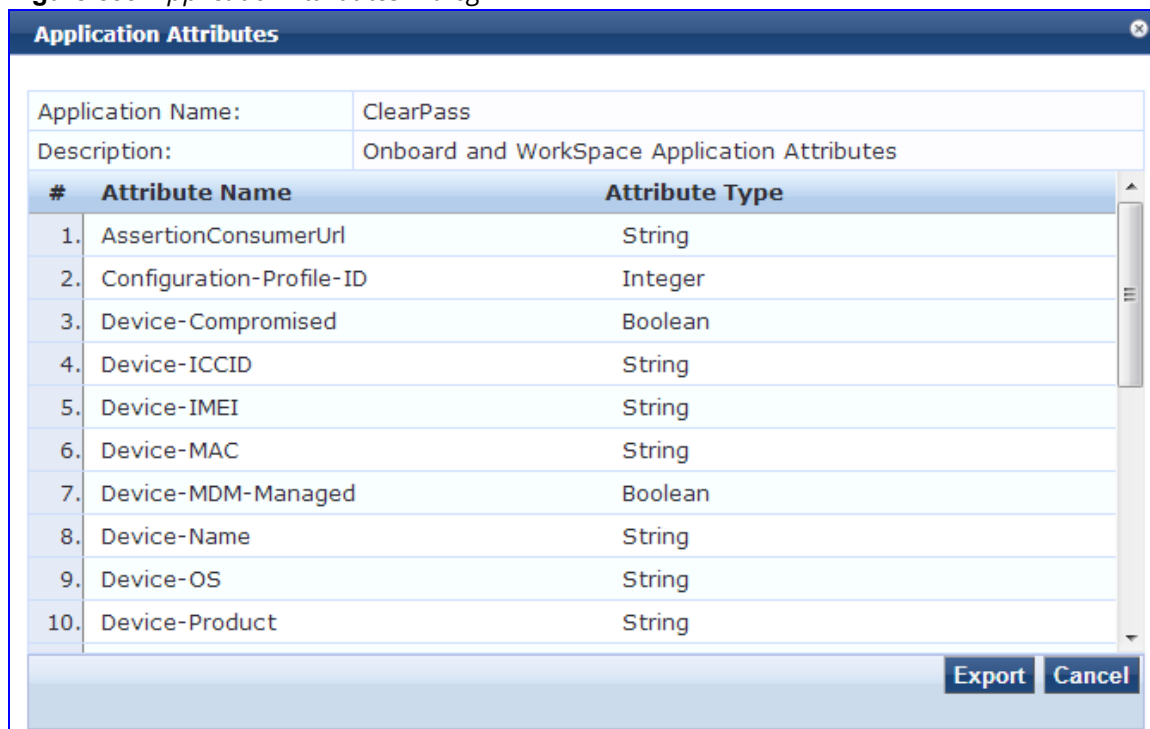 Application Attributes
Application Name: ClearPass
Description: Onboard and WorkSpace Application Attributes
# Attribute Name Attribute Type
1. AssertionConsumerUrl String
2. Configuration-Profile-ID Integer
3. Device-Compromised Boolean
4. Device-ICCID String
5. Device-IMEI String
6. Device-MAC String
7. Device-MDM-Managed Boolean
8. Device-Name String
9. Device-OS String
10. Device-Product String
Export Cancel